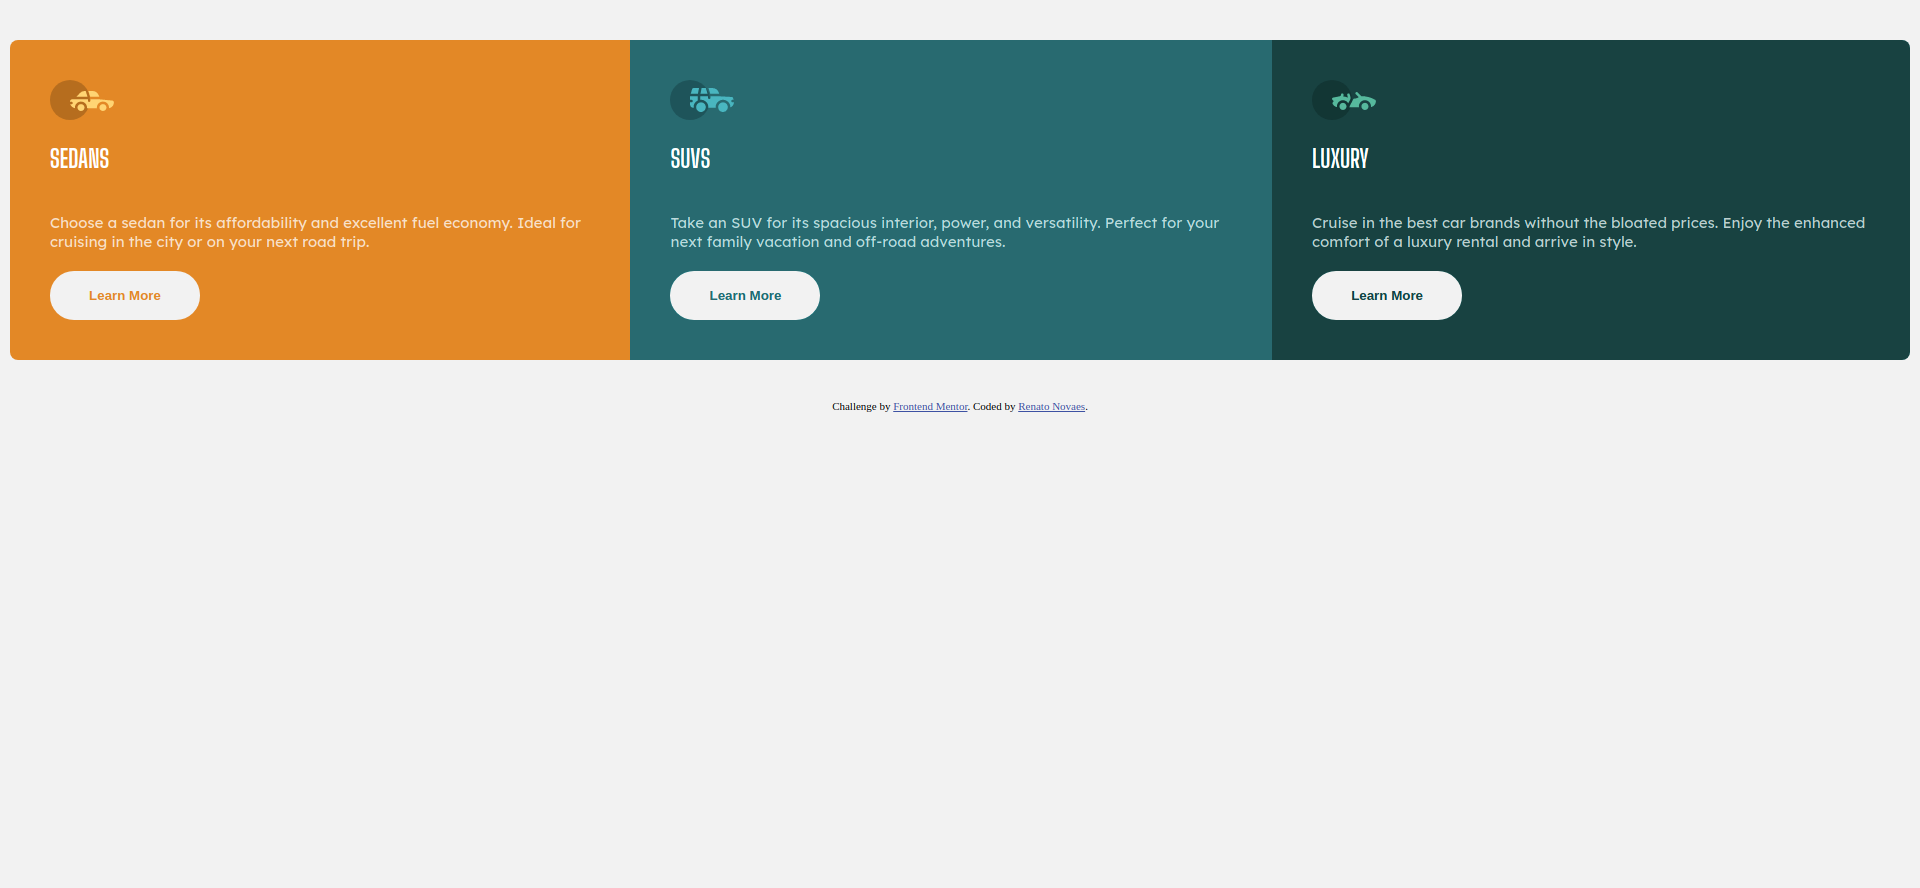 SEDANS
Choose a sedan for its affordability and excellent fuel economy. Ideal for
cruising in the city or on your next road trip.
Learn More
SUVS
Take an SUV for its spacious interior, power, and versatility. Perfect for your
next family vacation and off-road adventures.
Learn More
LUXURY
Cruise in the best car brands without the bloated prices. Enjoy the enhanced
comfort of a luxury rental and arrive in style.
Learn More
Challenge by Frontend Mentor. Coded by Renato Novaes.